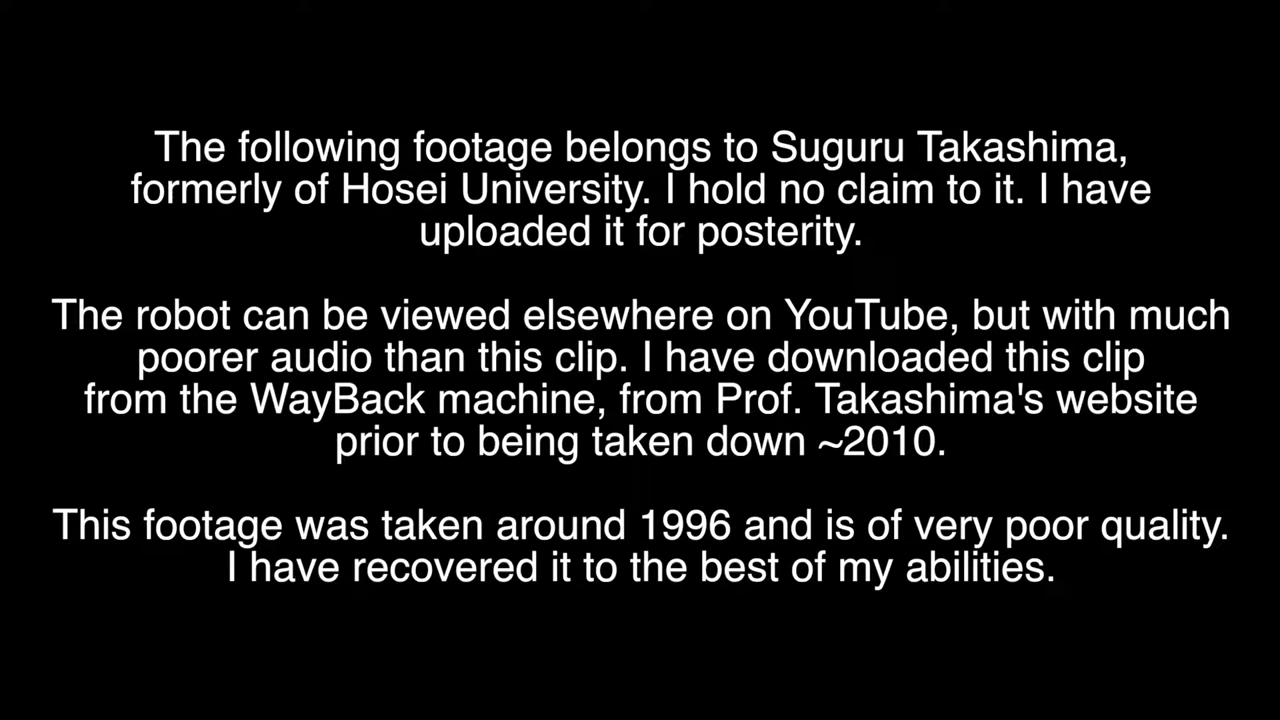 The following footage belongs to Suguru Takashima,
formerly of Hosei University. I hold no claim to it. I have
uploaded it for posterity.
The robot can be viewed elsewhere on YouTube, but with much
poorer audio than this clip. I have downloaded this clip
from the WayBack machine, from Prof. Takashima's website
prior to being taken down ~2010.
This footage was taken around 1996 and is of very poor quality.
I have recovered it to the best of my abilities.